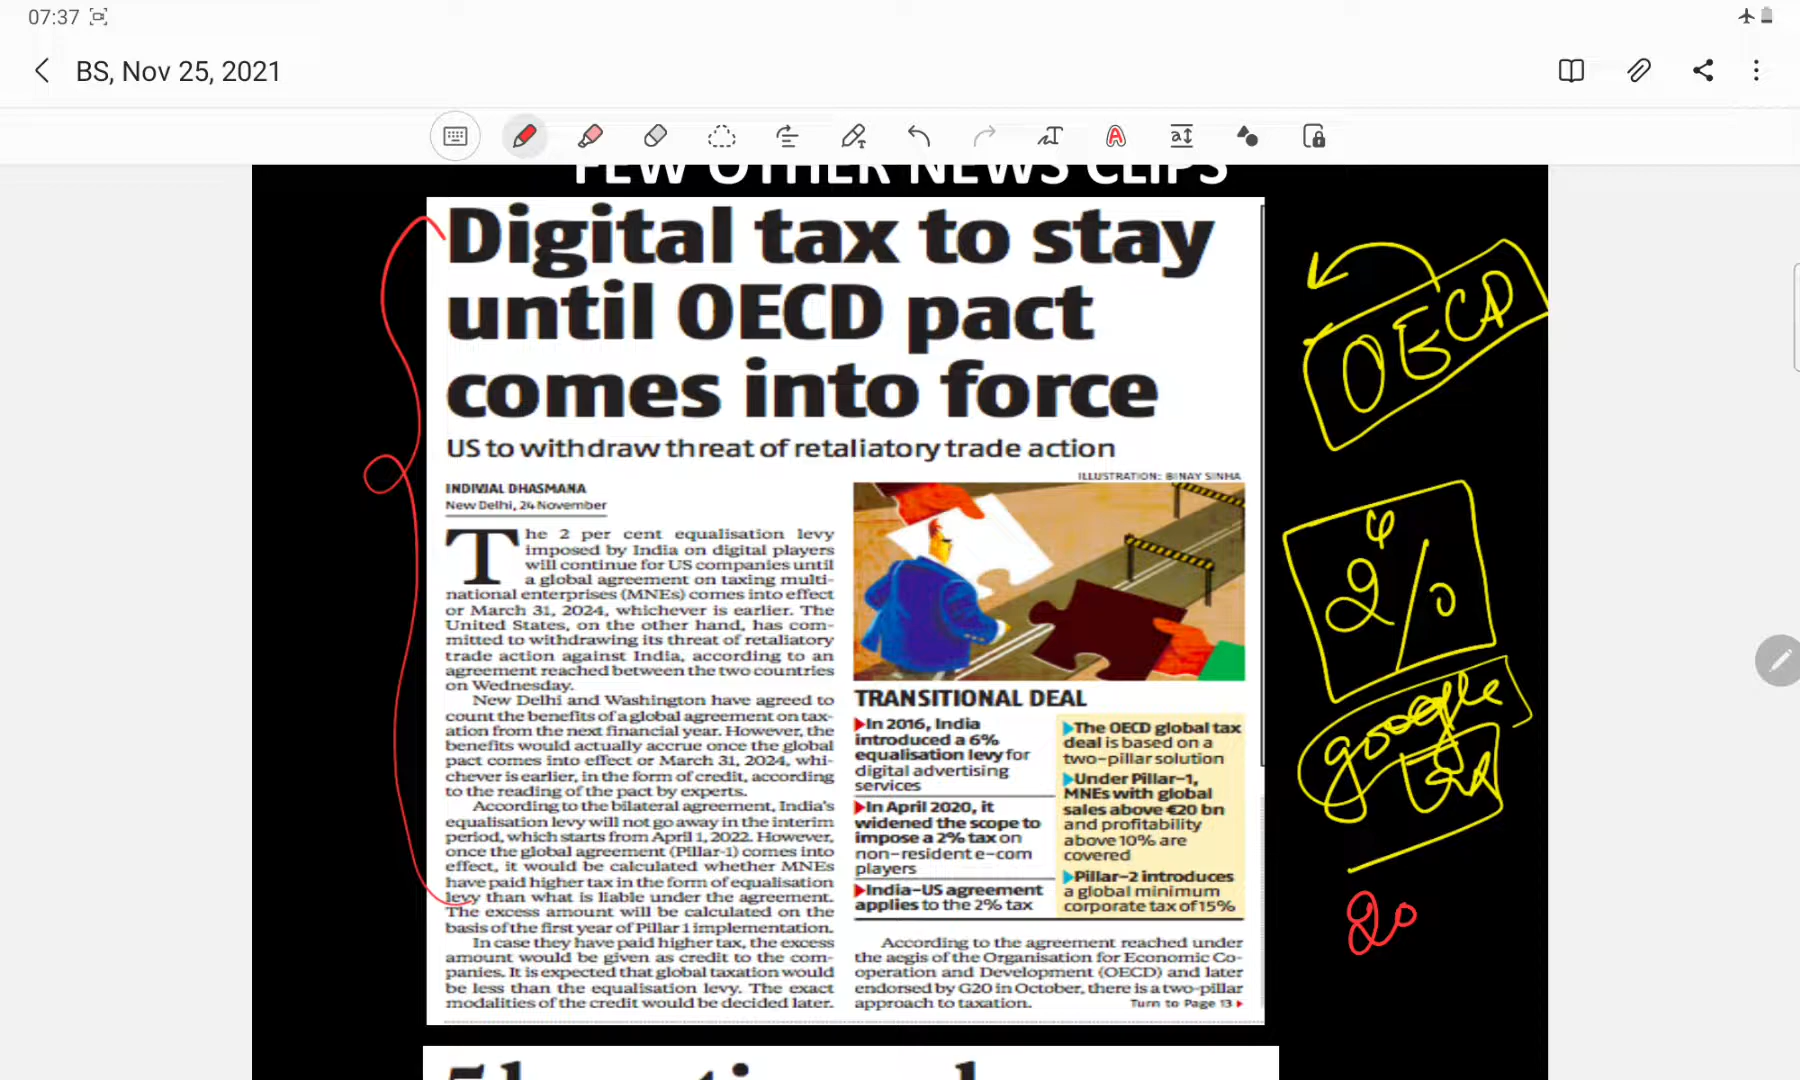 07:37
BS, Nov 25, 2021
FEW OTHER NEWS CLIPS
Digital tax to stay
until OECD pact
comes into force
US to withdraw threat of retaliatory trade action
ILLUSTRATION: BINAY SINHA
INDIVJAL DHASMANA
New Delhi, 24 November
The 2 per cent equalisation levy
imposed by India on digital players
will continue for US companies until
a global agreement on taxing multi-
national enterprises (MNEs) comes into effect
or March 31, 2024, whichever is earlier. The
United States, on the other hand, has com-
mitted to withdrawing its threat of retaliatory
trade action against India, according to an
agreement reached between the two countries
on Wednesday.
New Delhi and Washington have agreed to
count the benefits of a global agreement on tax-
ation from the next financial year. However, the
benefits would actually accrue once the global
pact comes into effect or March 31, 2024, whi-
chever is earlier, in the form of credit, according
to the reading of the pact by experts.
According to the bilateral agreement, India's
equalisation levy will not go away in the interim
period, which starts from April 1, 2022. However,
once the global agreement (Pillar-1) comes into
effect, it would be calculated whether MNEs
have paid higher tax in the form of equalisation
levy than what is liable under the agreement.
The excess amount will be calculated on the
basis of the first year of Pillar 1 implementation.
In case they have paid higher tax, the excess
amount would be given as credit to the com-
panies. It is expected that global taxation would
be less than the equalisation levy. The exact
modalities of the credit would be decided later.
TRANSITIONAL DEAL
In 2016, India
introduced a 6%
equalisation levy for
digital advertising
services
In April 2020, it
widened the scope to
impose a 2% tax on
non-resident e-com
players
India-US agreement
applies to the 2% tax
The OECD global tax
deal is based on a
two-pillar solution
Under Pillar-1,
MNEs with global
sales above €20 bn
and profitability
above 10% are
covered
Pillar-2 introduces
a global minimum
corporate tax of 15%
According to the agreement reached under
the aegis of the Organisation for Economic Co-
operation and Development (OECD) and later
endorsed by G20 in October, there is a two-pillar
approach to taxation.
Turn to Page 13
OECD
2%
google
20